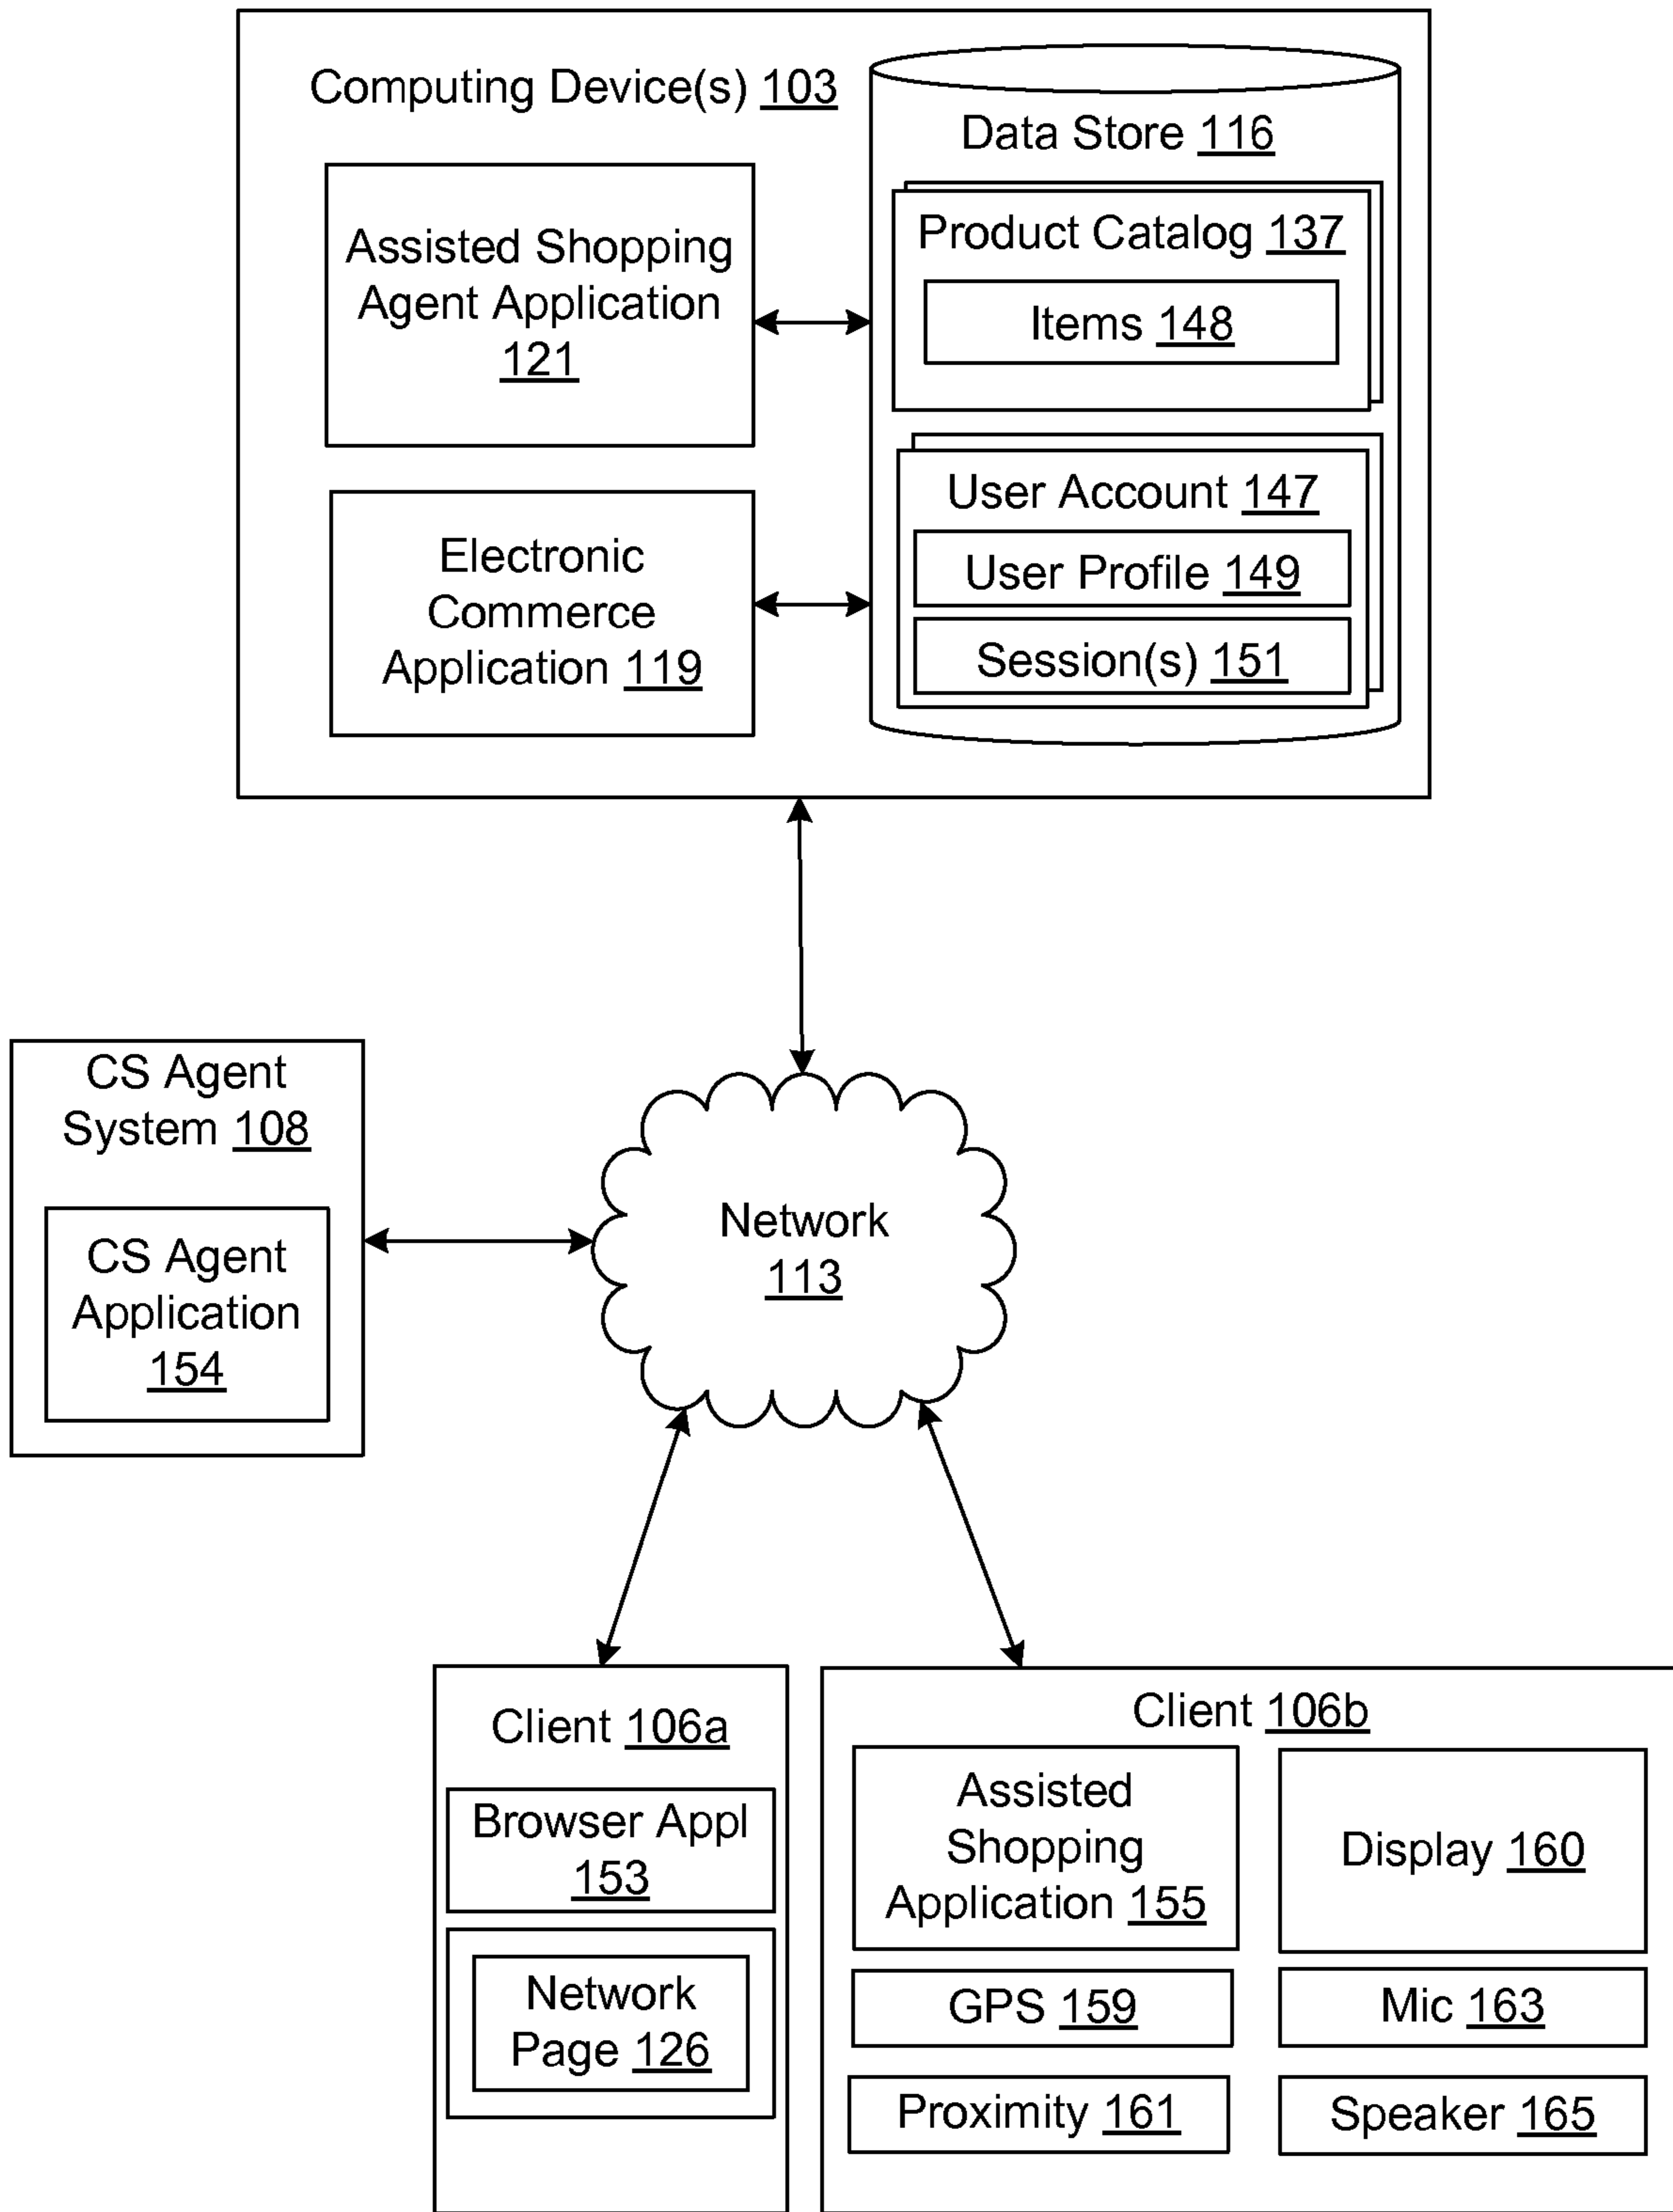 Computing Device(s) 103
Assisted Shopping
Agent Application
121
Electronic
Commerce
Application 119
Data Store 116
Product Catalog 137
Items 148
User Account 147
User Profile 149
Session(s) 151
CS Agent
System 108
CS Agent
Application
154
Network
113
Client 106a
Browser Appl
153
Network
Page 126
Client 106b
Assisted
Shopping
Application 155
Display 160
GPS 159
Mic 163
Proximity 161
Speaker 165